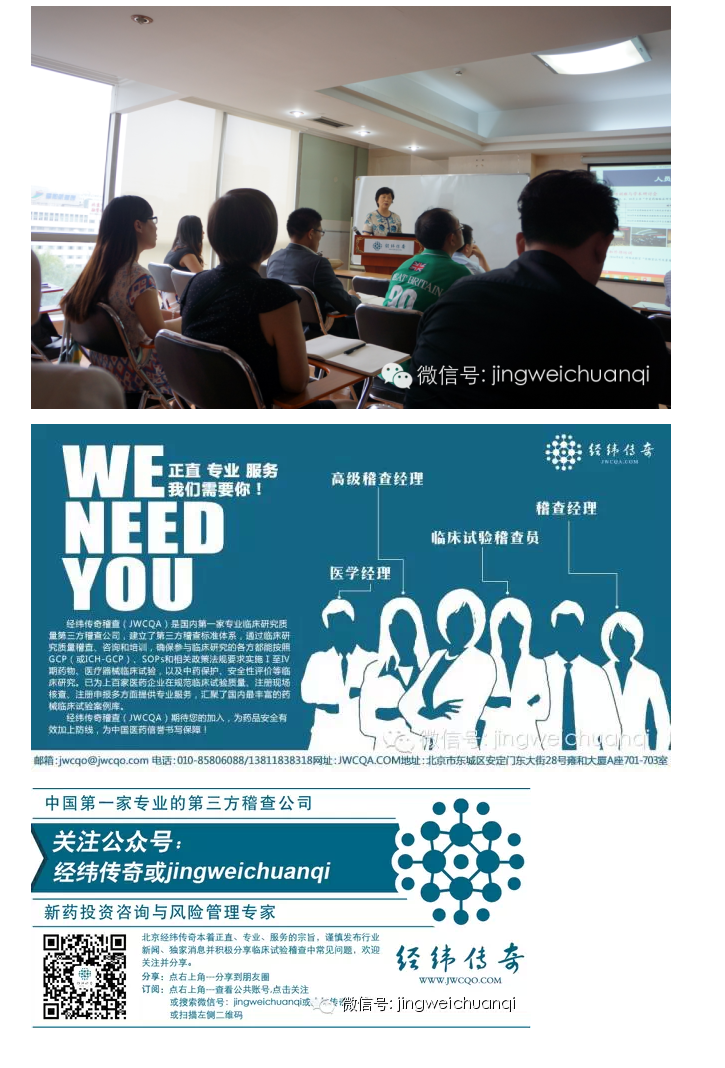 经纬传奇
GREAT BRITAIN
微信号: jingweichuanqi
WE
正直 专业 服务
我们需要你！
NEED
YOU
经纬传奇
JWCQA.COM
高级稽查经理
稽查经理
临床试验稽查员
医学经理
经纬传奇稽查（JWCQA）是国内第一家专业临床研究质
量第三方稽查公司，建立了第三方稽查标准体系，通过临床研
究质量稽查、咨询和培训，确保参与临床研究的各方都能按照
GCP（或ICH-GCP）、SOPs和相关政策法规要求实施Ⅰ至Ⅳ
期药物、医疗器械临床试验，以及中药保护、安全性评价等临
床研究。已为上百家医药企业在规范临床试验质量、注册现场
核查、注册申报多方面提供专业服务，汇聚了国内最丰富的药
械临床试验案例库。
经纬传奇稽查（JWCQA）期待您的加入，为药品安全有
效加上防线，为中国医药信誉书写保障！
微信号: jingweichuanqi
邮箱:jwcqo@jwcqo.com 电话:010-85806088/13811838318网址:JWCQA.COM地址:北京市东城区安定门东大街28号雍和大厦A座701-703室
中国第一家专业的第三方稽查公司
关注公众号：
经纬传奇或jingweichuanqi
新药投资咨询与风险管理专家
北京经纬传奇本着正直、专业、服务的宗旨，谨慎发布行业
新闻、独家消息并积极分享临床试验稽查中常见问题，欢迎
关注并分享。
分享：点右上角---分享到朋友圈
订阅：点右上角---查看公共账号,点击关注
或搜索微信号：jingweichuanqi或
或扫描左侧二维码
经纬传奇
WWW.JWCQO.COM
微信号: jingweichuanqi